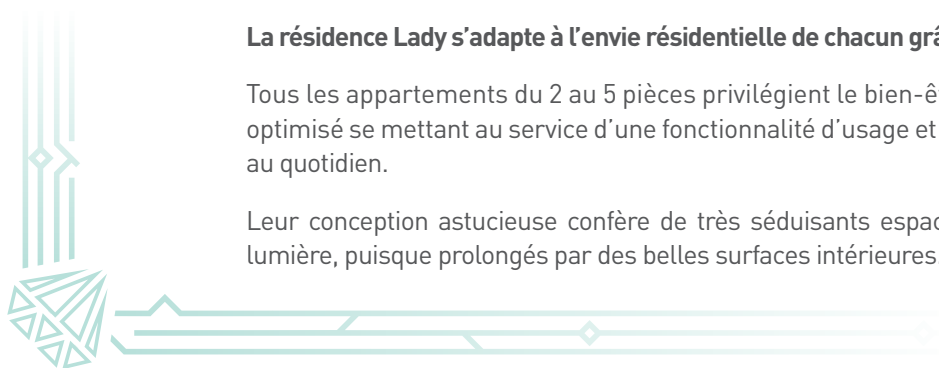 La résidence Lady s’adapte à l’envie résidentielle de chacun
Tous les appartements du 2 au 5 pièces privilégient le
optimisé se mettant au service d’une fonctionnalité d’usage et
au quotidien.
Leur conception astucieuse confère de très séduisants
lumière, puisque prolongés par des belles surfaces intérieures